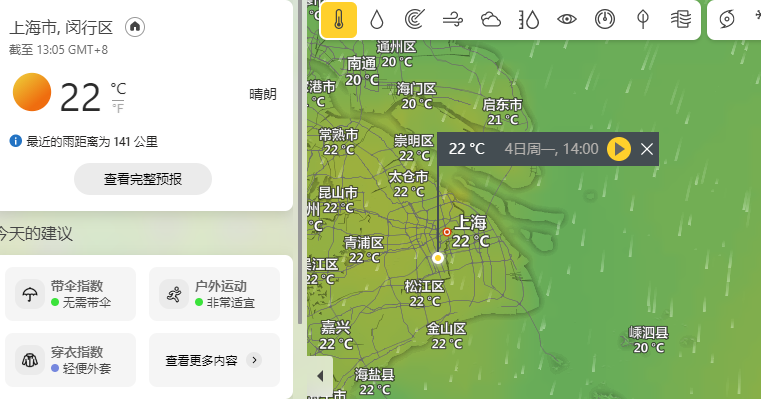 上海市, 闵行区
截至 13:05 GMT+8
22 °C
°F
晴朗
最近的雨距离为 141 公里
查看完整预报
今天的建议
带伞指数
无需带伞
户外运动
非常适宜
穿衣指数
轻便外套
查看更多内容
通州区
20 °C
南通
20 °C
海门区
20 °C
启东市
21 °C
港市
°C
常熟市
22 °C
崇明区
22 °C
22 °C 4日周一, 14:00
太仓市
22 °C
昆山市
22 °C
州
°C
上海
22 °C
青浦区
22 °C
吴江区
22 °C
松江区
22 °C
嘉兴
22 °C
金山区
22 °C
嵊泗县
20 °C
海盐县
22 °C